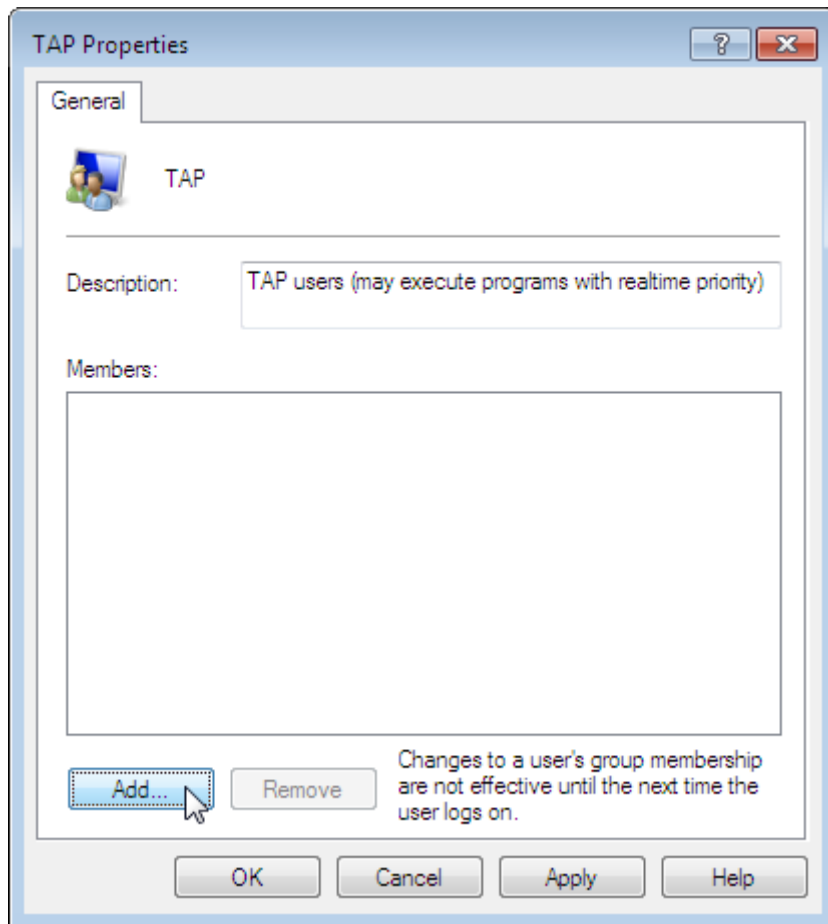 TAP Properties
General
TAP
Description:
TAP users (may execute programs with realtime priority)
Members:
Add...
Remove
Changes to a user's group membership
are not effective until the next time the
user logs on.
OK
Cancel
Apply
Help